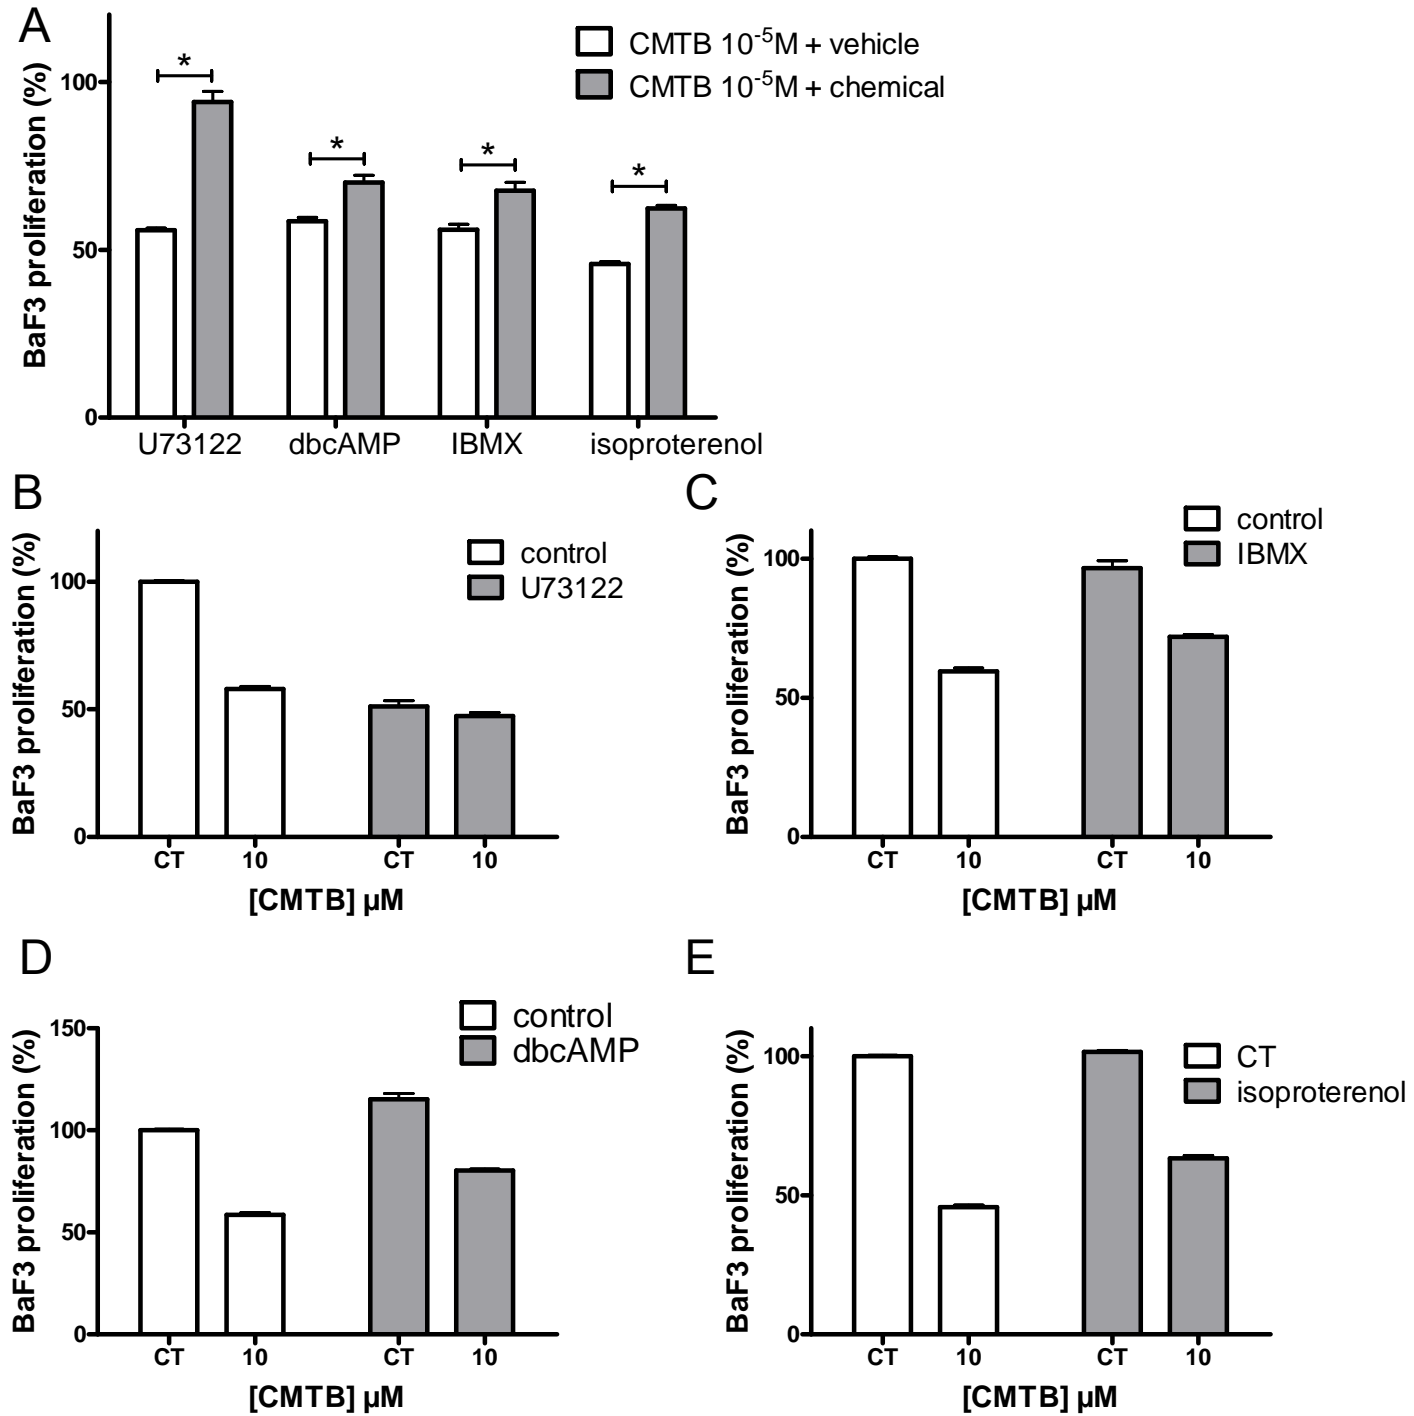 A
CMTB 10⁻⁵M + vehicle
CMTB 10⁻⁵M + chemical
BaF3 proliferation (%)
100
50
0
*
*
*
*
U73122 dbcAMP IBMX isoproterenol
B
control
U73122
BaF3 proliferation (%)
100
50
0
CT 10 CT 10
[CMTB] µM
C
control
IBMX
BaF3 proliferation (%)
100
50
0
CT 10 CT 10
[CMTB] µM
D
control
dbcAMP
BaF3 proliferation (%)
150
100
50
0
CT 10 CT 10
[CMTB] µM
E
CT
isoproterenol
BaF3 proliferation (%)
100
50
0
CT 10 CT 10
[CMTB] µM